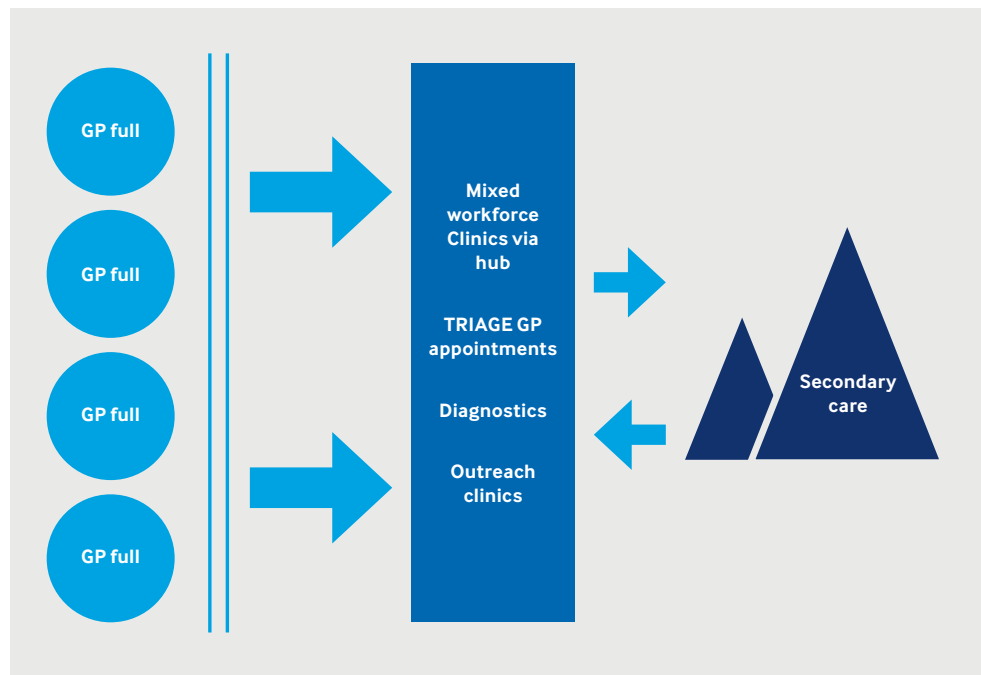 GP full
GP full
GP full
GP full
Mixed
workforce
Clinics via
hub
TRIAGE GP
appointments
Diagnostics
Outreach
clinics
Secondary
care